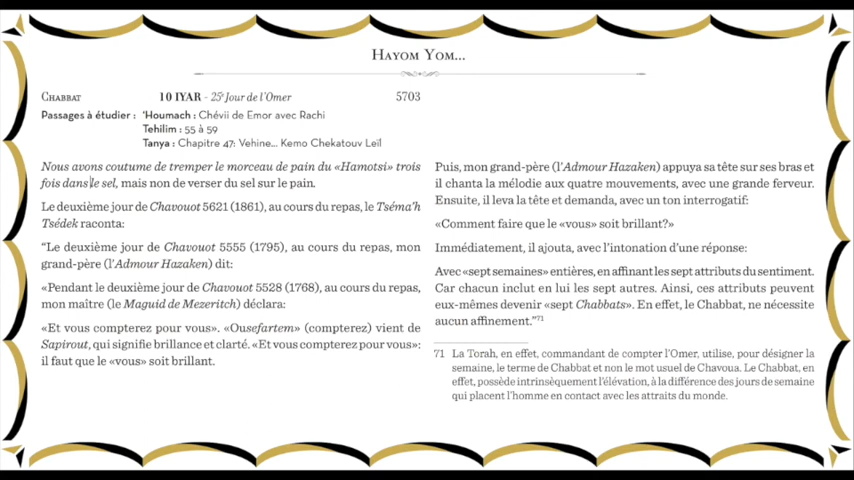 Hayom Yom...
Chabbat 10 IYAR - 25e Jour de l'Omer 5703
Passages à étudier : 'Houmach : Chévii de Emor avec Rachi
Tehilim : 55 à 59
Tanya : Chapitre 47: Vehine... Kemo Chekatouv Leïl
Nous avons coutume de tremper le morceau de pain du «Hamotsi» trois
fois dans le sel, mais non de verser du sel sur le pain.
Le deuxième jour de Chavouot 5621 (1861), au cours du repas, le Tséma'h
Tsédek raconta:
"Le deuxième jour de Chavouot 5555 (1795), au cours du repas, mon
grand-père (l'Admour Hazaken) dit:
«Pendant le deuxième jour de Chavouot 5528 (1768), au cours du repas,
mon maître (le Maguid de Mezeritch) déclara:
«Et vous compterez pour vous». «Ousefartem» (compterez) vient de
Sapirout, qui signifie brillance et clarté. «Et vous compterez pour vous»:
il faut que le «vous» soit brillant.
Puis, mon grand-père (l'Admour Hazaken) appuya sa tête sur ses bras et
il chanta la mélodie aux quatre mouvements, avec une grande ferveur.
Ensuite, il leva la tête et demanda, avec un ton interrogatif:
«Comment faire que le «vous» soit brillant?»
Immédiatement, il ajouta, avec l'intonation d'une réponse:
Avec «sept semaines» entières, en affinant les sept attributs du sentiment.
Car chacun inclut en lui les sept autres. Ainsi, ces attributs peuvent
eux-mêmes devenir «sept Chabbats». En effet, le Chabbat, ne nécessite
aucun affinement."71
71 La Torah, en effet, commandant de compter l'Omer, utilise, pour désigner la
semaine, le terme de Chabbat et non le mot usuel de Chavoua. Le Chabbat, en
effet, possède intrinsèquement l'élévation, à la différence des jours de semaine
qui placent l'homme en contact avec les attraits du monde.